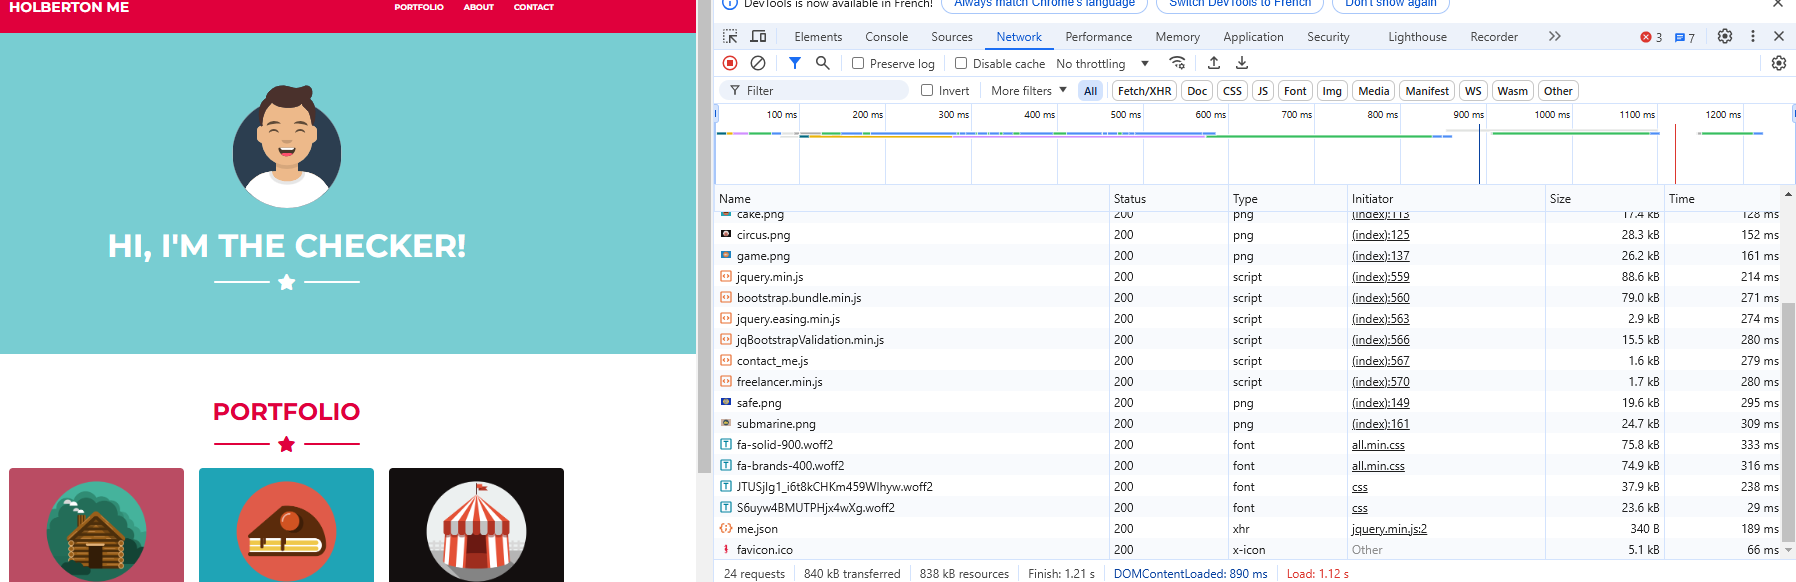 HOLBERTON ME
PORTFOLIO ABOUT CONTACT
HI, I'M THE CHECKER!
PORTFOLIO
DevTools is now available in French! Always match Chrome's language Switch DevTools to French Don't show again
Elements Console Sources Network Performance Memory Application Security Lighthouse Recorder 3 7
Preserve log Disable cache No throttling
Filter Invert More filters All Fetch/XHR Doc CSS JS Font Img Media Manifest WS Wasm Other
100 ms 200 ms 300 ms 400 ms 500 ms 600 ms 700 ms 800 ms 900 ms 1000 ms 1100 ms 1200 ms
Name Status Type Initiator Size Time
cake.png 200 png (index):113 17.4 kB 128 ms
circus.png 200 png (index):125 28.3 kB 152 ms
game.png 200 png (index):137 26.2 kB 161 ms
jquery.min.js 200 script (index):559 88.6 kB 214 ms
bootstrap.bundle.min.js 200 script (index):560 79.0 kB 271 ms
jquery.easing.min.js 200 script (index):563 2.9 kB 274 ms
jqBootstrapValidation.min.js 200 script (index):566 15.5 kB 280 ms
contact_me.js 200 script (index):567 1.6 kB 279 ms
freelancer.min.js 200 script (index):570 1.7 kB 280 ms
safe.png 200 png (index):149 19.6 kB 295 ms
submarine.png 200 png (index):161 24.7 kB 309 ms
fa-solid-900.woff2 200 font all.min.css 75.8 kB 333 ms
fa-brands-400.woff2 200 font all.min.css 74.9 kB 316 ms
JTUSjIg1_i6t8kCHKm459Wlhyw.woff2 200 font css 37.9 kB 238 ms
S6uyw4BMUTPHjx4wXg.woff2 200 font css 23.6 kB 29 ms
me.json 200 xhr jquery.min.js:2 340 B 189 ms
favicon.ico 200 x-icon Other 5.1 kB 66 ms
24 requests 840 kB transferred 838 kB resources Finish: 1.21 s DOMContentLoaded: 890 ms Load: 1.12 s